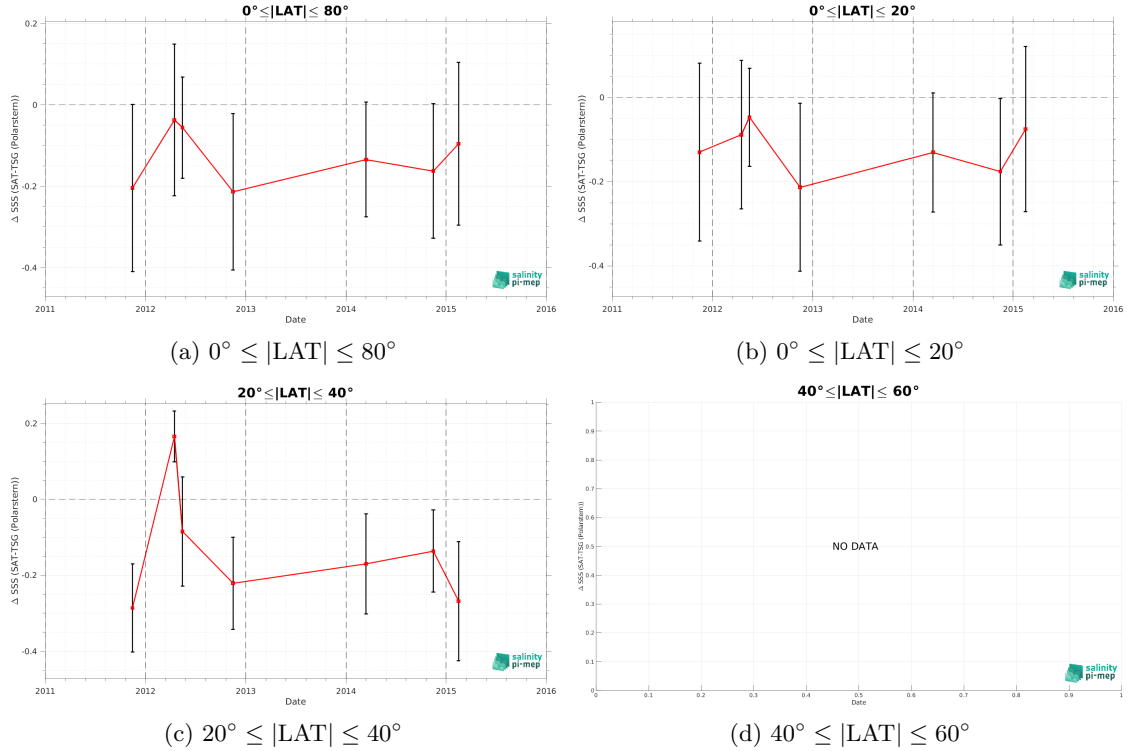 0°≤|LAT|≤ 80°
0.2
0
-0.2
-0.4
Δ SSS (SAT-TSG (Polarstern))
2011
2012
2013
2014
2015
2016
Date
salinity
pi-mep
(a) 0° ≤ |LAT| ≤ 80°
0°≤|LAT|≤ 20°
0
-0.2
-0.4
Δ SSS (SAT-TSG (Polarstern))
2011
2012
2013
2014
2015
2016
Date
salinity
pi-mep
(b) 0° ≤ |LAT| ≤ 20°
20°≤|LAT|≤ 40°
0.2
0
-0.2
-0.4
Δ SSS (SAT-TSG (Polarstern))
2011
2012
2013
2014
2015
2016
Date
salinity
pi-mep
(c) 20° ≤ |LAT| ≤ 40°
40°≤|LAT|≤ 60°
1
0.9
0.8
0.7
0.6
0.5
0.4
0.3
0.2
0.1
0
Δ SSS (SAT-TSG (Polarstern))
NO DATA
0
0.1
0.2
0.3
0.4
0.5
0.6
0.7
0.8
0.9
1
Date
salinity
pi-mep
(d) 40° ≤ |LAT| ≤ 60°